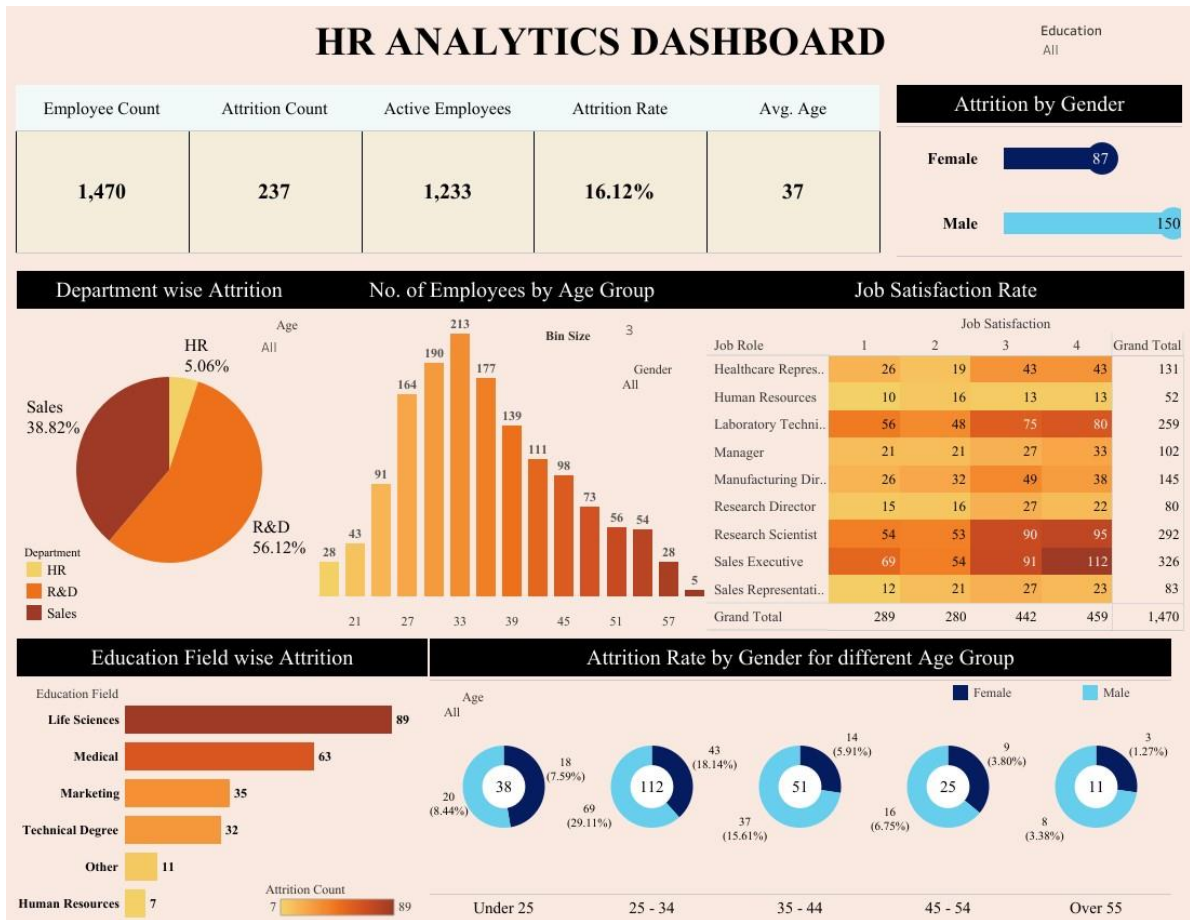 HR ANALYTICS DASHBOARD
Education
All
Employee Count Attrition Count Active Employees Attrition Rate Avg. Age
1,470 237 1,233 16.12% 37
Attrition by Gender
Female 87
Male 150
Department wise Attrition
Age
All
HR
5.06%
Sales
38.82%
R&D
56.12%
Department
HR
R&D
Sales
No. of Employees by Age Group
Bin Size 3
Gender
All
28 43 91 164 190 213 177 139 111 98 73 56 54 28 5
21 27 33 39 45 51 57
Job Satisfaction Rate
Job Satisfaction
Job Role 1 2 3 4 Grand Total
Healthcare Repres.. 26 19 43 43 131
Human Resources 10 16 13 13 52
Laboratory Techni.. 56 48 75 80 259
Manager 21 21 27 33 102
Manufacturing Dir.. 26 32 49 38 145
Research Director 15 16 27 22 80
Research Scientist 54 53 90 95 292
Sales Executive 69 54 91 112 326
Sales Representati.. 12 21 27 23 83
Grand Total 289 280 442 459 1,470
Education Field wise Attrition
Education Field
Life Sciences 89
Medical 63
Marketing 35
Technical Degree 32
Other 11
Human Resources 7
Attrition Count
7 89
Attrition Rate by Gender for different Age Group
Age
All
Female Male
38
18
(7.59%)
20
(8.44%)
112
43
(18.14%)
69
(29.11%)
51
14
(5.91%)
37
(15.61%)
25
9
(3.80%)
16
(6.75%)
11
3
(1.27%)
8
(3.38%)
Under 25 25 - 34 35 - 44 45 - 54 Over 55